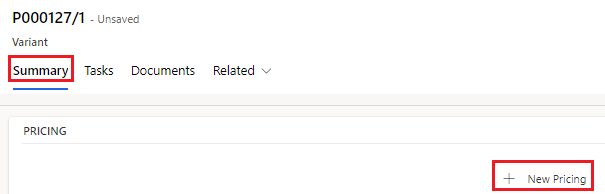 P000127/1 - Unsaved
Variant
Summary Tasks Documents Related
PRICING
+ New Pricing